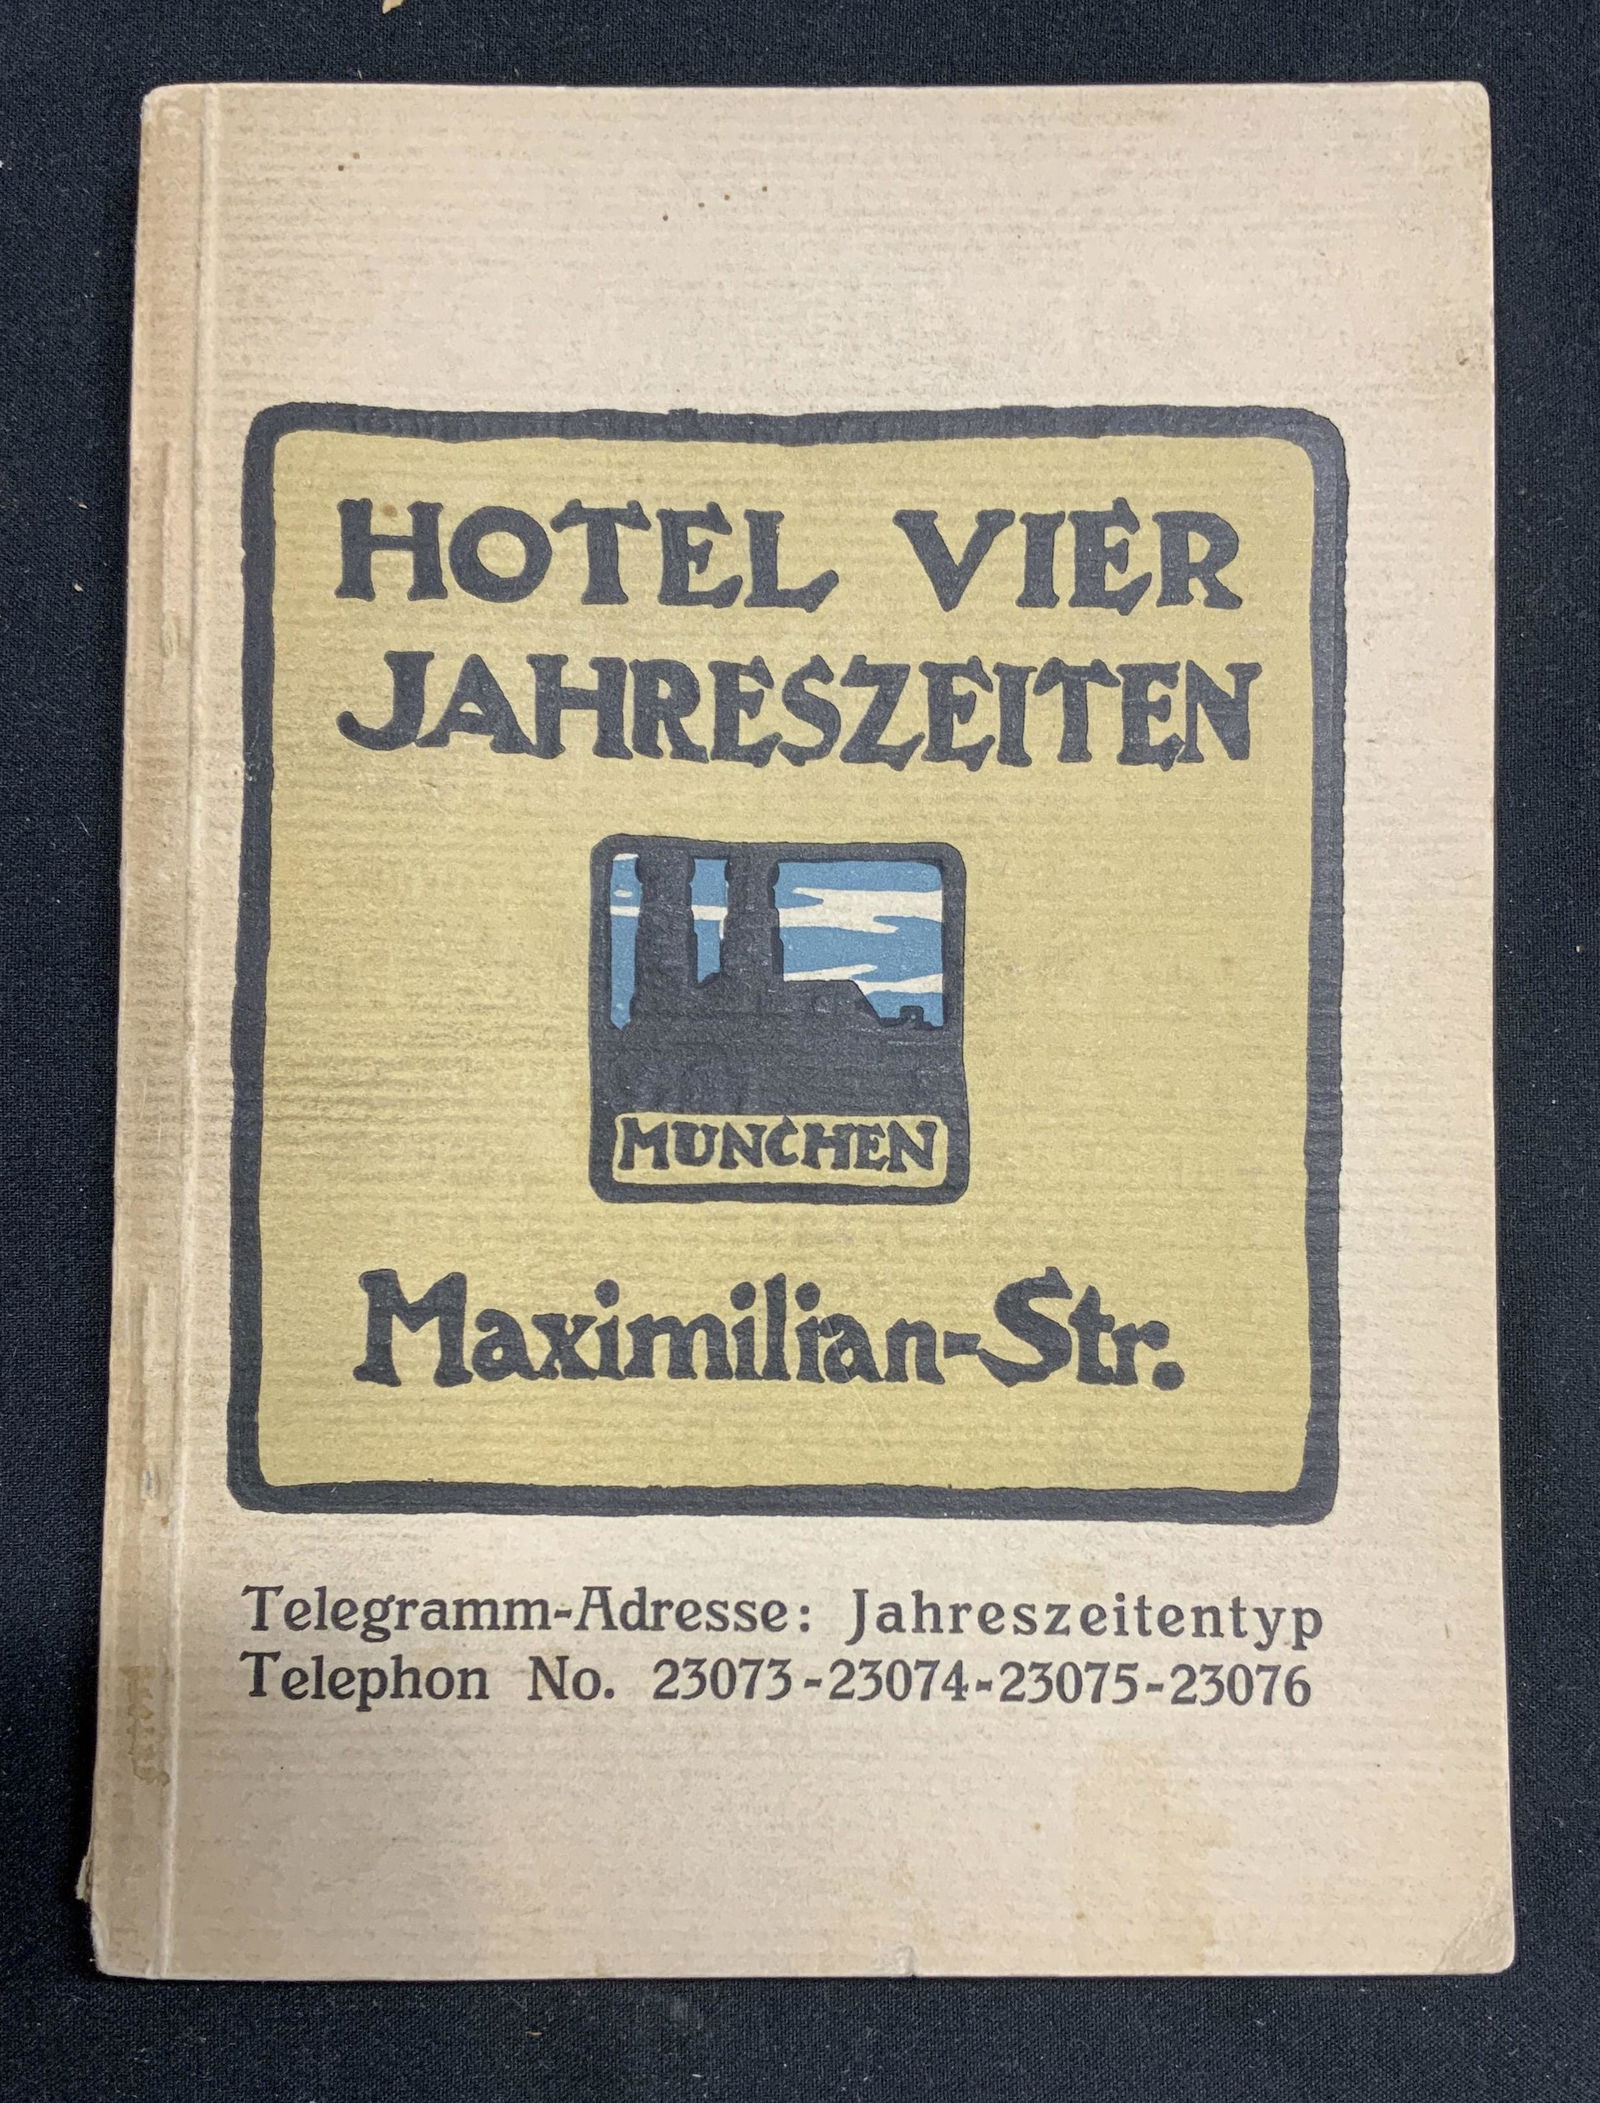 HOTEL VIER
JAHRESZEITEN
MÜNCHEN
Maximilian-Str.
Telegramm-Adresse: Jahreszeitentyp
Telephon No. 23073-23074-23075-23076